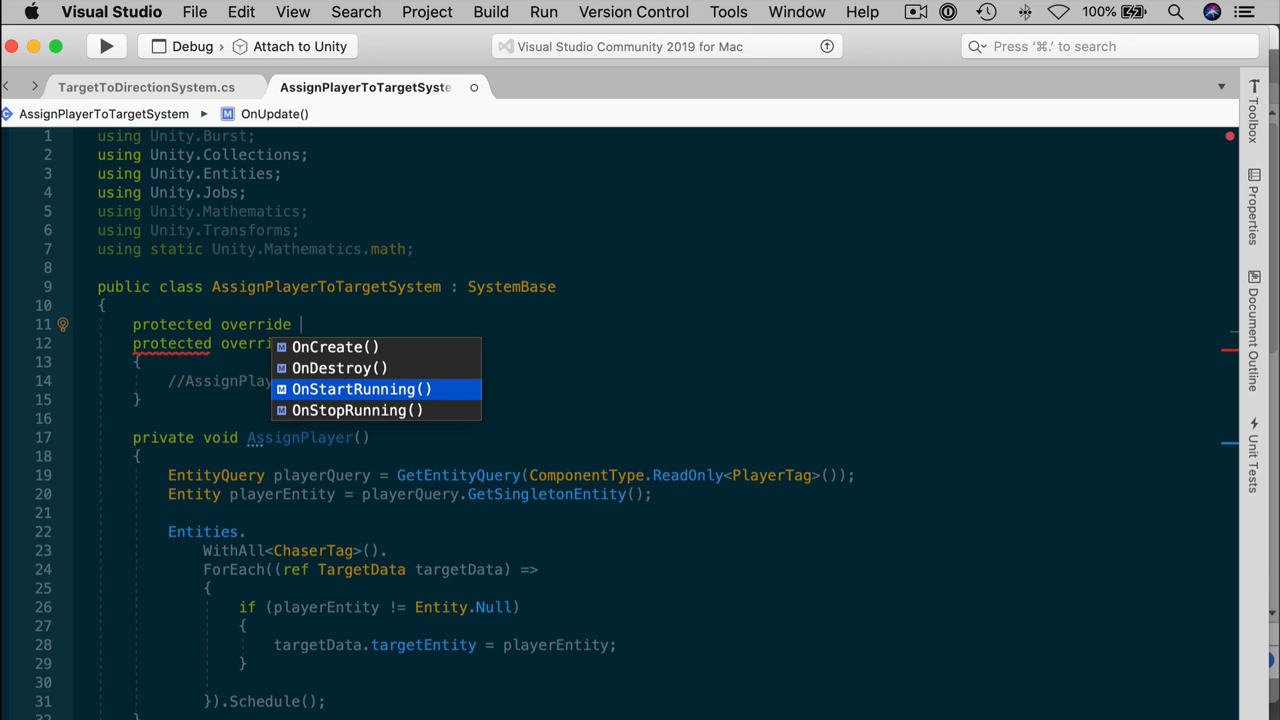 Visual Studio File Edit View Search Project Build Run Version Control Tools Window Help 100%
Debug › Attach to Unity Visual Studio Community 2019 for Mac Press '⌘.' to search
TargetToDirectionSystem.cs AssignPlayerToTargetSyste
AssignPlayerToTargetSystem ▸ M OnUpdate()
1 using Unity.Burst;
2 using Unity.Collections;
3 using Unity.Entities;
4 using Unity.Jobs;
5 using Unity.Mathematics;
6 using Unity.Transforms;
7 using static Unity.Mathematics.math;
8
9 public class AssignPlayerToTargetSystem : SystemBase
10 {
11 protected override
12 protected overri
13 {
14 //AssignPlay
15 }
16
17 private void AssignPlayer()
18 {
19 EntityQuery playerQuery = GetEntityQuery(ComponentType.ReadOnly<PlayerTag>());
20 Entity playerEntity = playerQuery.GetSingletonEntity();
21
22 Entities.
23 WithAll<ChaserTag>().
24 ForEach((ref TargetData targetData) =>
25 {
26 if (playerEntity != Entity.Null)
27 {
28 targetData.targetEntity = playerEntity;
29 }
30
31 }).Schedule();
32 }
M OnCreate()
M OnDestroy()
M OnStartRunning()
M OnStopRunning()
Toolbox
Properties
Document Outline
Unit Tests